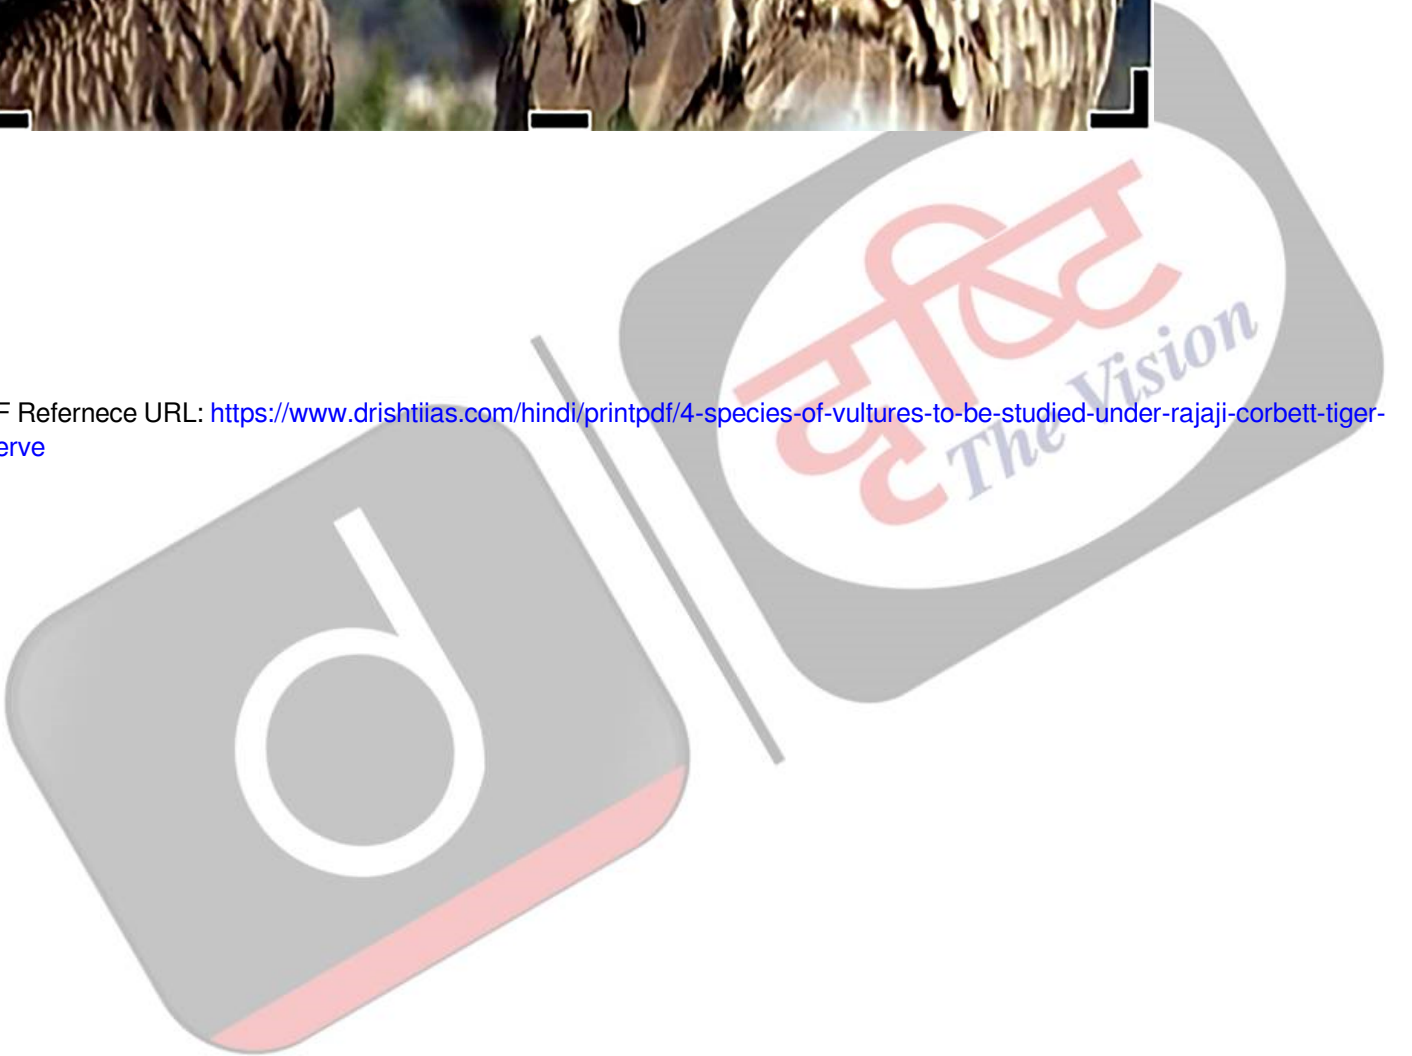 दृष्टि
The Vision
F Refernece URL: https://www.drishtiias.com/hindi/printpdf/4-species-of-vultures-to-be-studied-under-rajaji-corbett-tiger-
erve
d